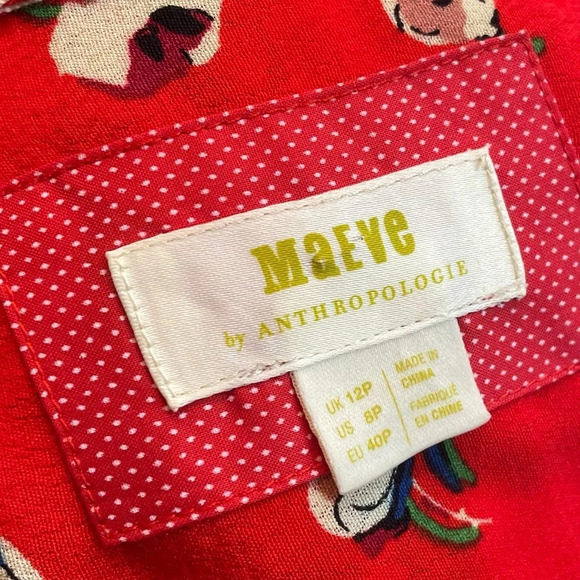 MaEVe
by ANTHROPOLOGIE
UK 12P
US 8P
EU 40P
MADE IN
CHINA
FABRIQUÉ
EN CHINE